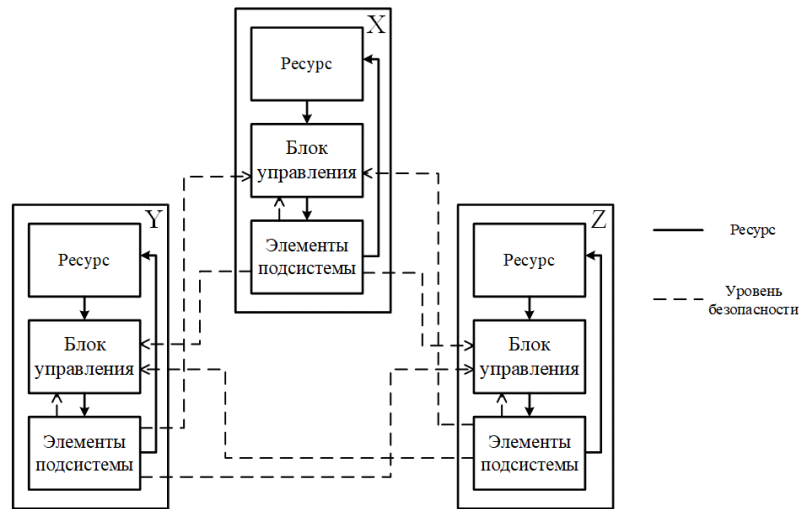 X
Ресурс
Блок
управления
Элементы
подсистемы
Y
Ресурс
Блок
управления
Элементы
подсистемы
Z
Ресурс
Блок
управления
Элементы
подсистемы
Ресурс
Уровень
безопасности